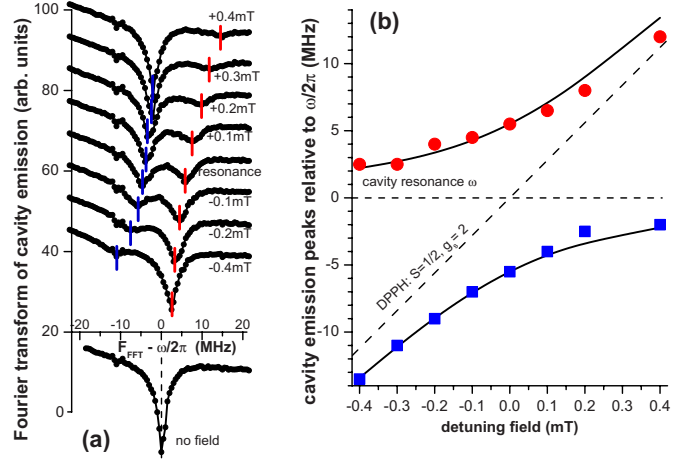 100
80
60
40
20
0
Fourier transform of cavity emission (arb. units)
+0.4mT
+0.3mT
+0.2mT
+0.1mT
resonance
-0.1mT
-0.2mT
-0.4mT
-20 -10 0 10 20
F_FFT - ω/2π (MHz)
(a)
no field
(b)
10
5
0
-5
-10
cavity emission peaks relative to ω/2π (MHz)
cavity resonance ω
DPPH: S=1/2, g_s = 2
-0.4 -0.3 -0.2 -0.1 0.0 0.1 0.2 0.3 0.4
detuning field (mT)